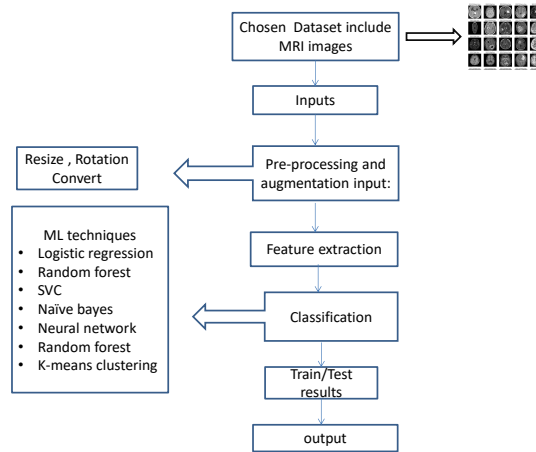 Chosen Dataset include
MRI images
Inputs
Resize , Rotation
Convert
Pre-processing and
augmentation input:
Feature extraction
ML techniques
• Logistic regression
• Random forest
• SVC
• Naïve bayes
• Neural network
• Random forest
• K-means clustering
Classification
Train/Test
results
output